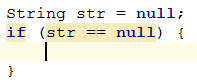 String str = null;
if (str == null) {
}